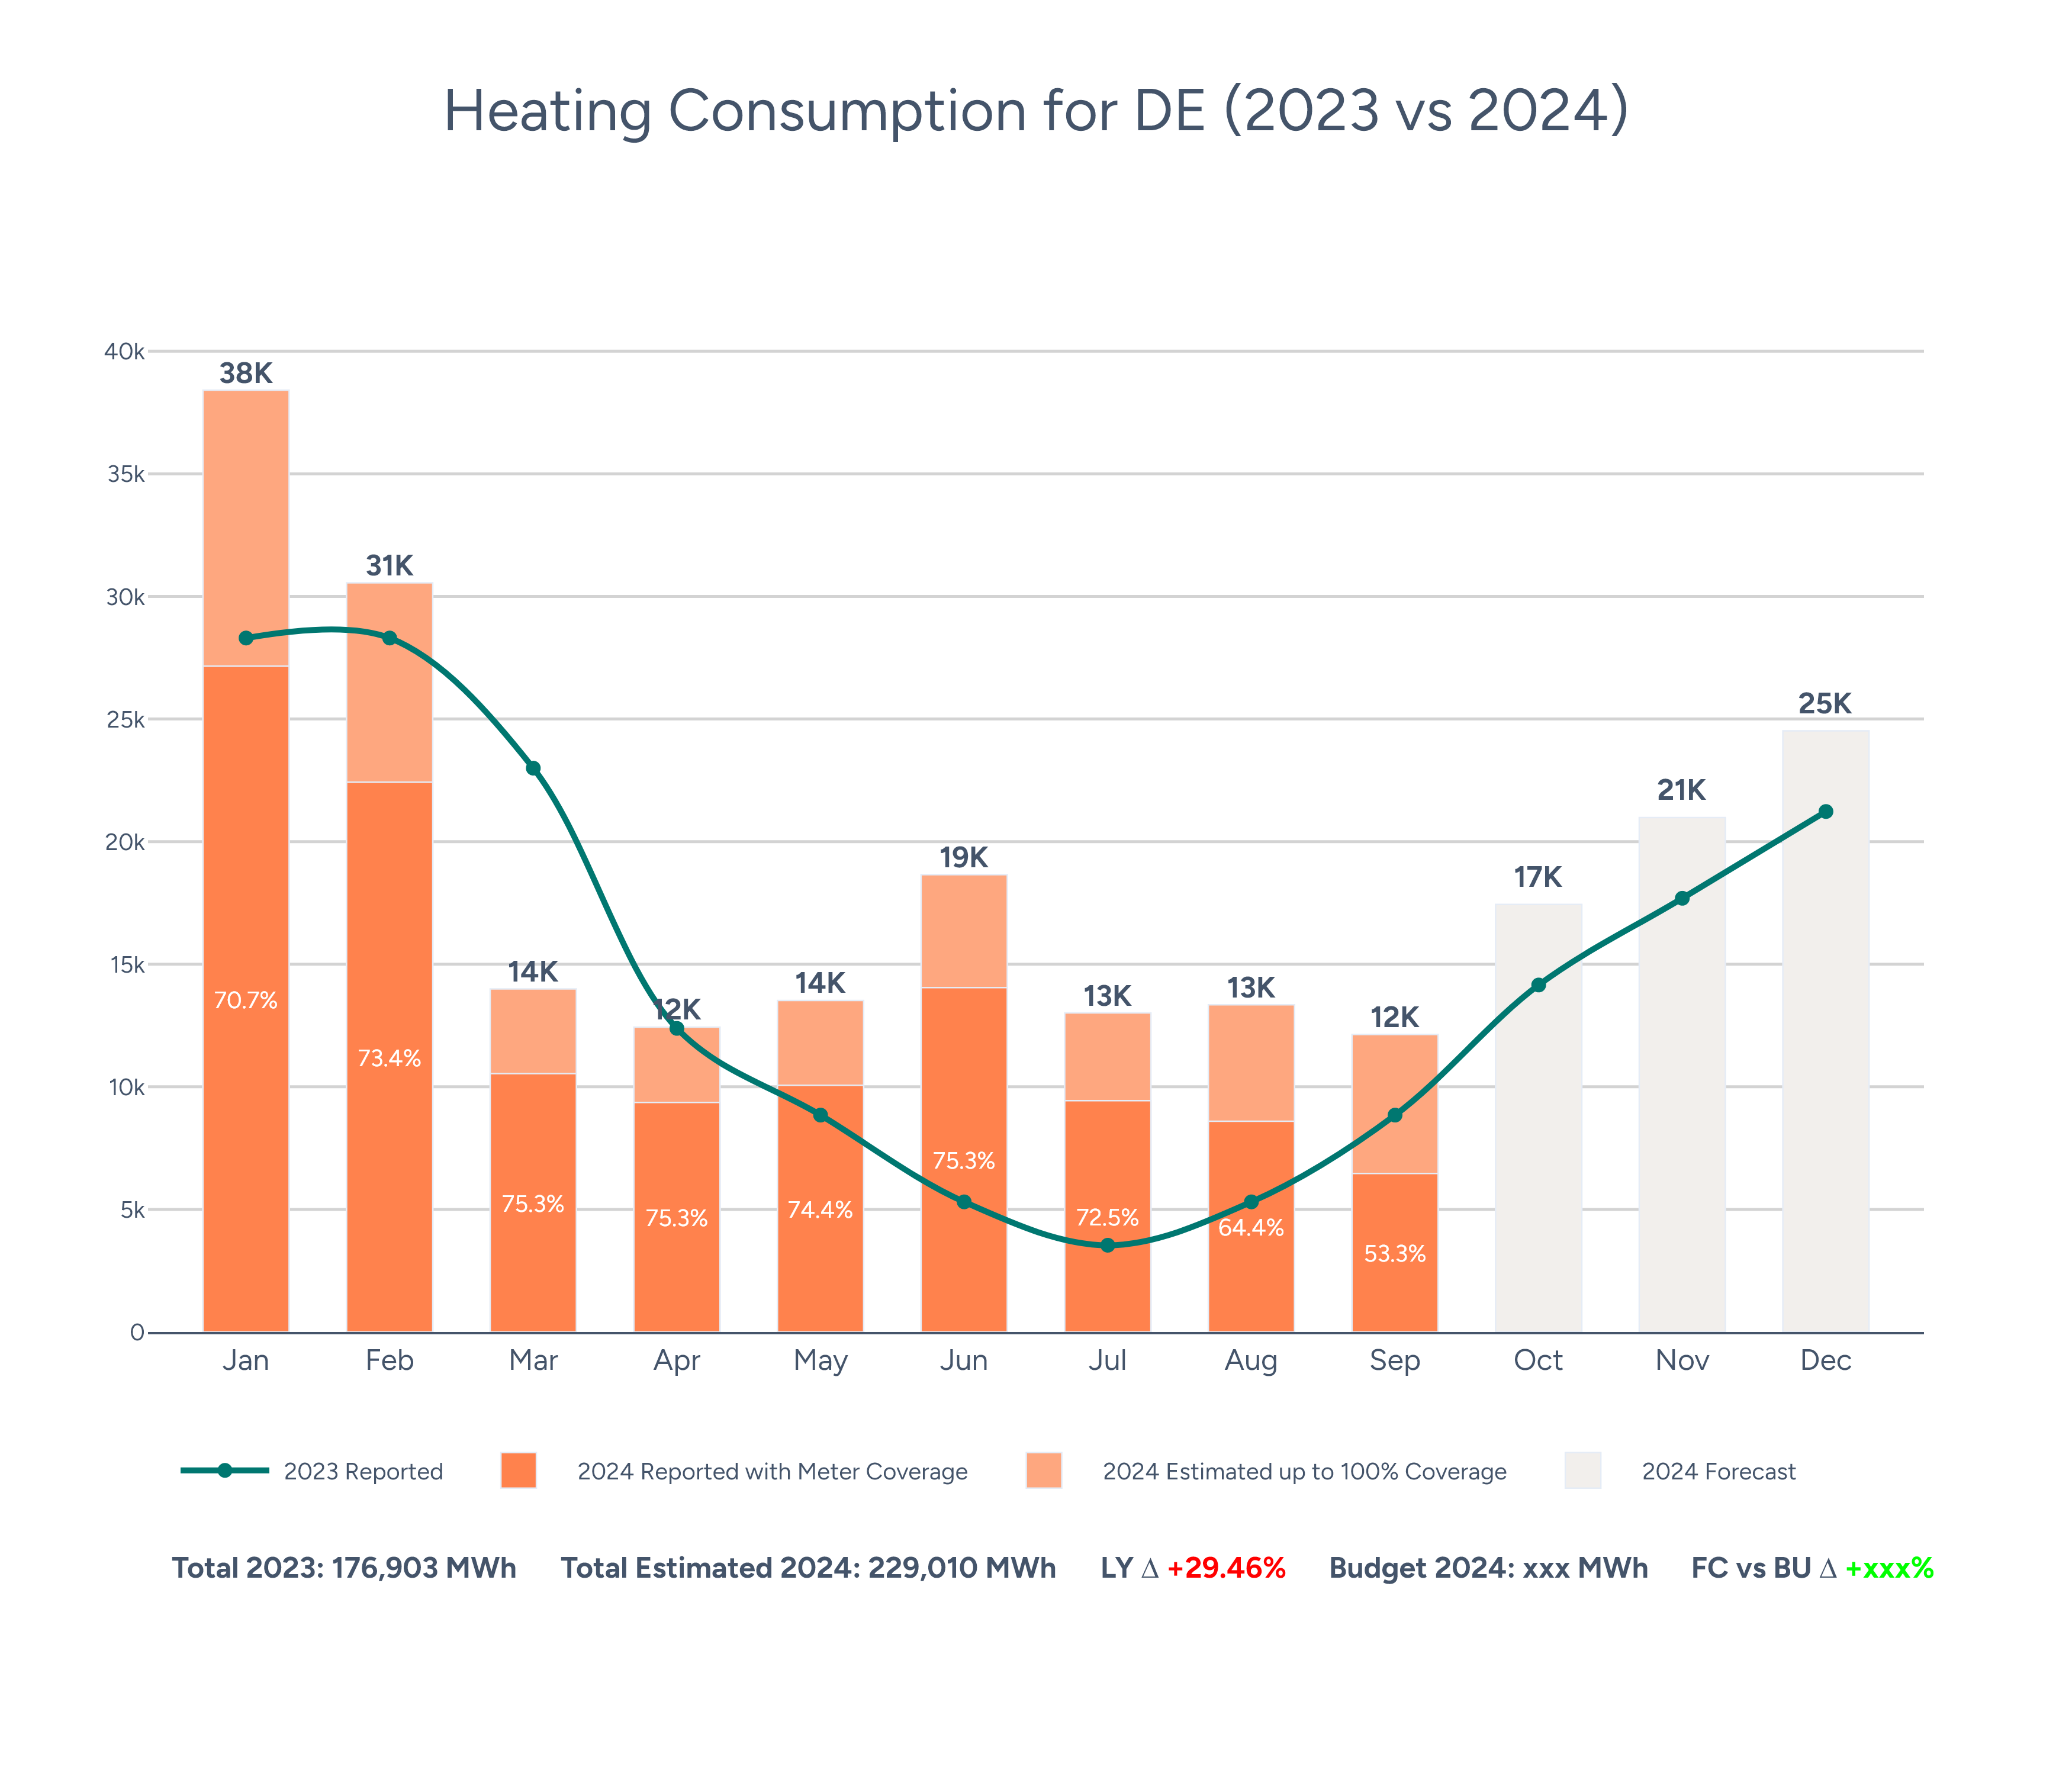 Heating Consumption for DE (2023 vs 2024)
40k
38K
35k
31K
30k
25K
25k
21K
20k
19K
17K
15k
14K
14K
13K
13K
12K
12K
70.7%
73.4%
10k
75.3%
75.3%
75.3%
74.4%
5k
72.5%
64.4%
53.3%
0
Jan Feb Mar Apr May Jun Jul Aug Sep Oct Nov Dec
2023 Reported 2024 Reported with Meter Coverage 2024 Estimated up to 100% Coverage 2024 Forecast
Total 2023: 176,903 MWh Total Estimated 2024: 229,010 MWh LY Δ +29.46% Budget 2024: xxx MWh FC vs BU Δ +xxx%